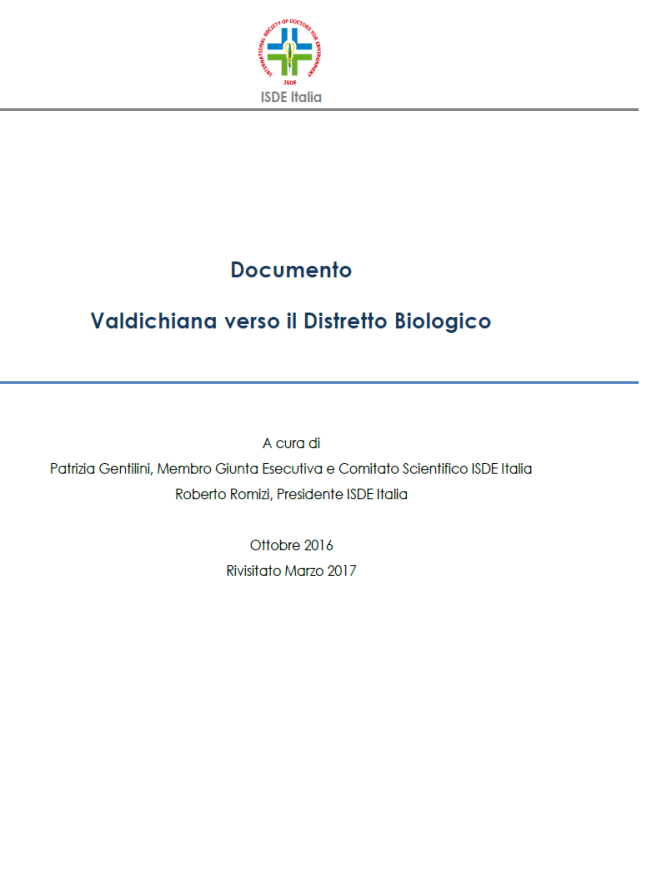 INTERNATIONAL SOCIETY OF DOCTORS FOR ENVIRONMENT
ISDE
ISDE Italia
Documento
Valdichiana verso il Distretto Biologico
A cura di
Patrizia Gentilini, Membro Giunta Esecutiva e Comitato Scientifico ISDE Italia
Roberto Romizi, Presidente ISDE Italia
Ottobre 2016
Rivisitato Marzo 2017